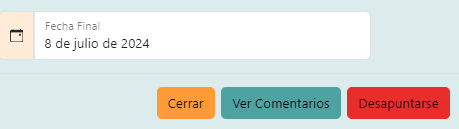 Fecha Final
8 de julio de 2024
Cerrar Ver Comentarios Desapuntarse